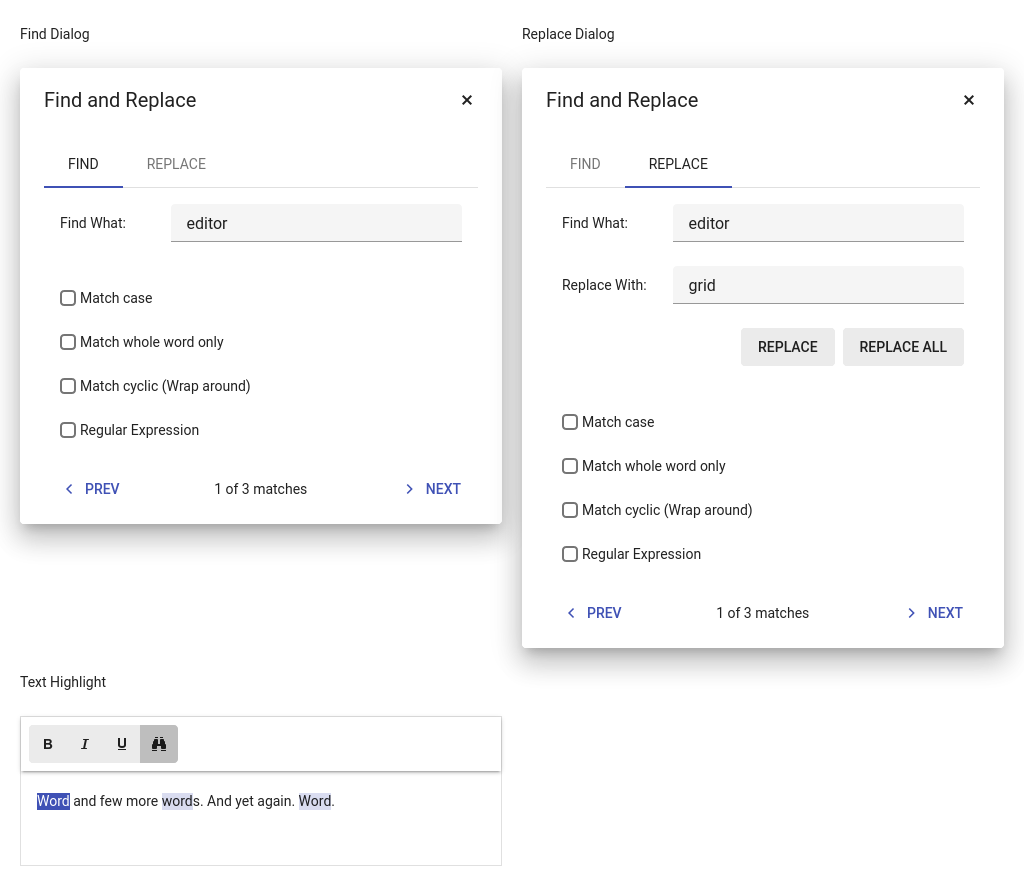 Find Dialog
Find and Replace
FIND REPLACE
Find What: editor
Match case
Match whole word only
Match cyclic (Wrap around)
Regular Expression
PREV 1 of 3 matches NEXT
Replace Dialog
Find and Replace
FIND REPLACE
Find What: editor
Replace With: grid
REPLACE REPLACE ALL
Match case
Match whole word only
Match cyclic (Wrap around)
Regular Expression
PREV 1 of 3 matches NEXT
Text Highlight
B I U
Word and few more words. And yet again. Word.